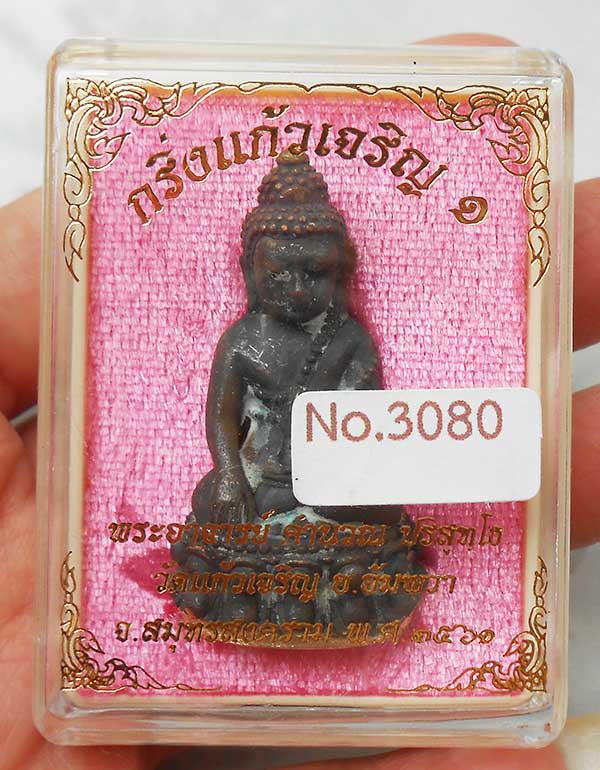 กริ่งแก้วเจริญ ๑
No.3080
พระอาจารย์ คำนวณ ปริสุทฺโธ
วัดแก้วเจริญ อ.อัมพวา
จ.สมุทรสงคราม พ.ศ ๒๕๖๑